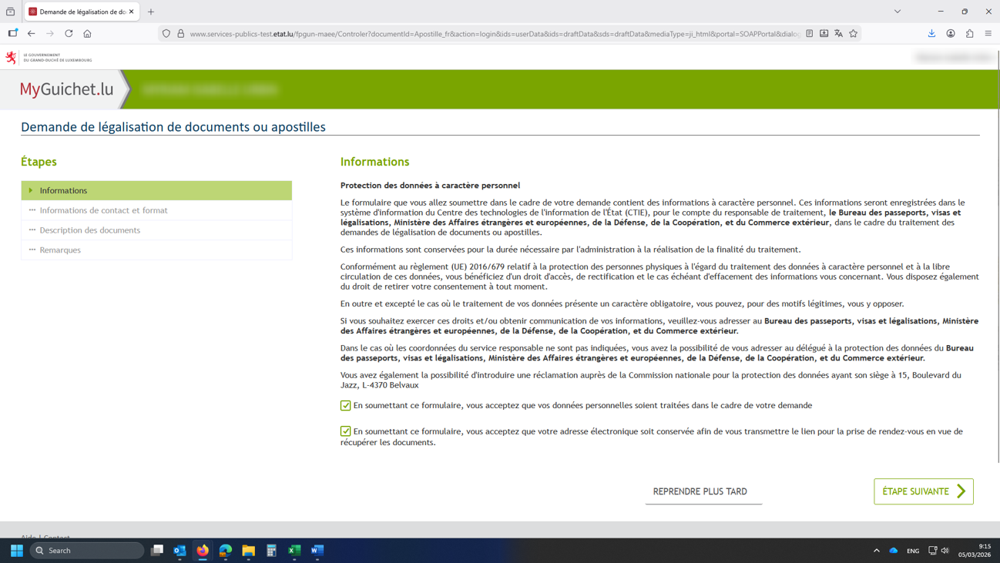 Demande de légalisation de do
www.services-publics-test.etat.lu/fpgun-maee/Controler?documentId=Apostille_fr&action=login&ids=userData&ids=draftData&sds=draftData&mediaType=ji_html&portal=SOAPPortal&dialog
LE GOUVERNEMENT
DU GRAND-DUCHÉ DE LUXEMBOURG
MyGuichet.lu
Demande de légalisation de documents ou apostilles
Étapes
Informations
Informations de contact et format
Description des documents
Remarques
Informations
Protection des données à caractère personnel
Le formulaire que vous allez soumettre dans le cadre de votre demande contient des informations à caractère personnel. Ces informations seront enregistrées dans le
système d'information du Centre des technologies de l'information de l'État (CTIE), pour le compte du responsable de traitement, le Bureau des passeports, visas et
légalisations, Ministère des Affaires étrangères et européennes, de la Défense, de la Coopération, et du Commerce extérieur, dans le cadre du traitement des
demandes de légalisation de documents ou apostilles.
Ces informations sont conservées pour la durée nécessaire par l'administration à la réalisation de la finalité du traitement.
Conformément au règlement (UE) 2016/679 relatif à la protection des personnes physiques à l'égard du traitement des données à caractère personnel et à la libre
circulation de ces données, vous bénéficiez d'un droit d'accès, de rectification et le cas échéant d'effacement des informations vous concernant. Vous disposez également
du droit de retirer votre consentement à tout moment.
En outre et excepté le cas où le traitement de vos données présente un caractère obligatoire, vous pouvez, pour des motifs légitimes, vous y opposer.
Si vous souhaitez exercer ces droits et/ou obtenir communication de vos informations, veuillez-vous adresser au Bureau des passeports, visas et légalisations, Ministère
des Affaires étrangères et européennes, de la Défense, de la Coopération, et du Commerce extérieur.
Dans le cas où les coordonnées du service responsable ne sont pas indiquées, vous avez la possibilité de vous adresser au délégué à la protection des données du Bureau
des passeports, visas et légalisations, Ministère des Affaires étrangères et européennes, de la Défense, de la Coopération, et du Commerce extérieur.
Vous avez également la possibilité d'introduire une réclamation auprès de la Commission nationale pour la protection des données ayant son siège à 15, Boulevard du
Jazz, L-4370 Belvaux
En soumettant ce formulaire, vous acceptez que vos données personnelles soient traitées dans le cadre de votre demande
En soumettant ce formulaire, vous acceptez que votre adresse électronique soit conservée afin de vous transmettre le lien pour la prise de rendez-vous en vue de
récupérer les documents.
REPRENDRE PLUS TARD
ÉTAPE SUIVANTE
Aide | Contact
Search
ENG
9:15
05/03/2026